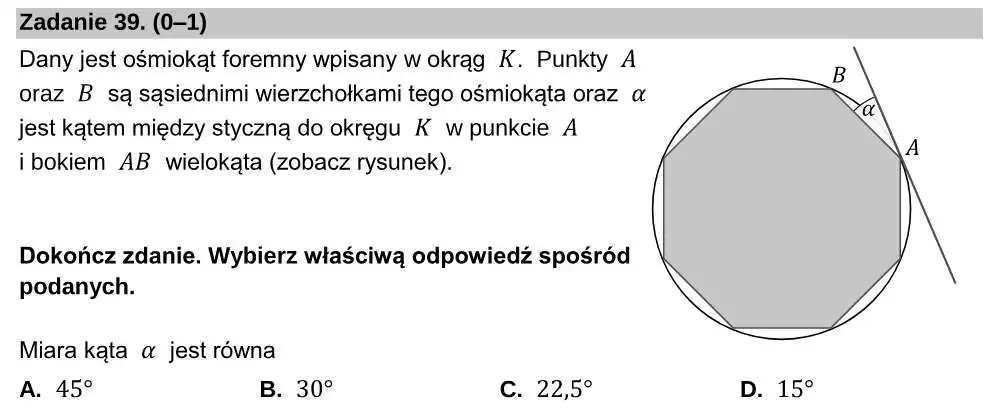 Zadanie 39. (0–1)
Dany jest ośmiokąt foremny wpisany w okrąg K. Punkty A
oraz B są sąsiednimi wierzchołkami tego ośmiokąta oraz α
jest kątem między styczną do okręgu K w punkcie A
i bokiem AB wielokąta (zobacz rysunek).
B
α
A
Dokończ zdanie. Wybierz właściwą odpowiedź spośród
podanych.
Miara kąta α jest równa
A. 45° B. 30° C. 22,5° D. 15°